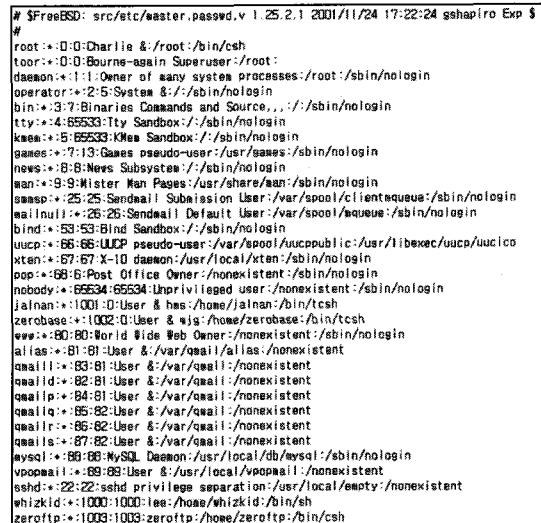 # $FreeBSD: src/etc/master.passwd,v 1.25.2.1 2001/11/24 17:22:24 gshapiro Exp $
#
root:*:0:0:Charlie &:/root:/bin/csh
toor:*:0:0:Bourne-again Superuser:/root:
daemon:*:1:1:Owner of many system processes:/root:/sbin/nologin
operator:*:2:5:System &:/:/sbin/nologin
bin:*:3:7:Binaries Commands and Source,,,:/:/sbin/nologin
tty:*:4:65533:Tty Sandbox:/:/sbin/nologin
kmem:*:5:65533:KMem Sandbox:/:/sbin/nologin
games:*:7:13:Games pseudo-user:/usr/games:/sbin/nologin
news:*:8:8:News Subsystem:/:/sbin/nologin
man:*:9:9:Mister Man Pages:/usr/share/man:/sbin/nologin
smmsp:*:25:25:Sendmail Submission User:/var/spool/clientmqueue:/sbin/nologin
mailnull:*:26:26:Sendmail Default User:/var/spool/mqueue:/sbin/nologin
bind:*:53:53:Bind Sandbox:/:/sbin/nologin
uucp:*:66:66:UUCP pseudo-user:/var/spool/uucppublic:/usr/libexec/uucp/uucico
xten:*:67:67:X-10 daemon:/usr/local/xten:/sbin/nologin
pop:*:68:6:Post Office Owner:/nonexistent:/sbin/nologin
nobody:*:65534:65534:Unprivileged user:/nonexistent:/sbin/nologin
jalnan:*:1001:0:User & hms:/home/jalnan:/bin/tcsh
zerobase:*:1002:0:User & mjg:/home/zerobase:/bin/tcsh
www:*:80:80:World Wide Web Owner:/nonexistent:/sbin/nologin
alias:*:81:81:User &:/var/qmail/alias:/nonexistent
qmaill:*:83:81:User &:/var/qmail:/nonexistent
qmaild:*:82:81:User &:/var/qmail:/nonexistent
qmailp:*:84:81:User &:/var/qmail:/nonexistent
qmailq:*:85:82:User &:/var/qmail:/nonexistent
qmailr:*:86:82:User &:/var/qmail:/nonexistent
qmails:*:87:82:User &:/var/qmail:/nonexistent
mysql:*:88:88:MySQL Daemon:/usr/local/db/mysql:/sbin/nologin
vpopmail:*:89:89:User &:/usr/local/vpopmail:/nonexistent
sshd:*:22:22:sshd privilege separation:/usr/local/empty:/nonexistent
whizkid:*:1000:1000:lee:/home/whizkid:/bin/sh
zeroftp:*:1003:1003:zeroftp:/home/zeroftp:/bin/csh